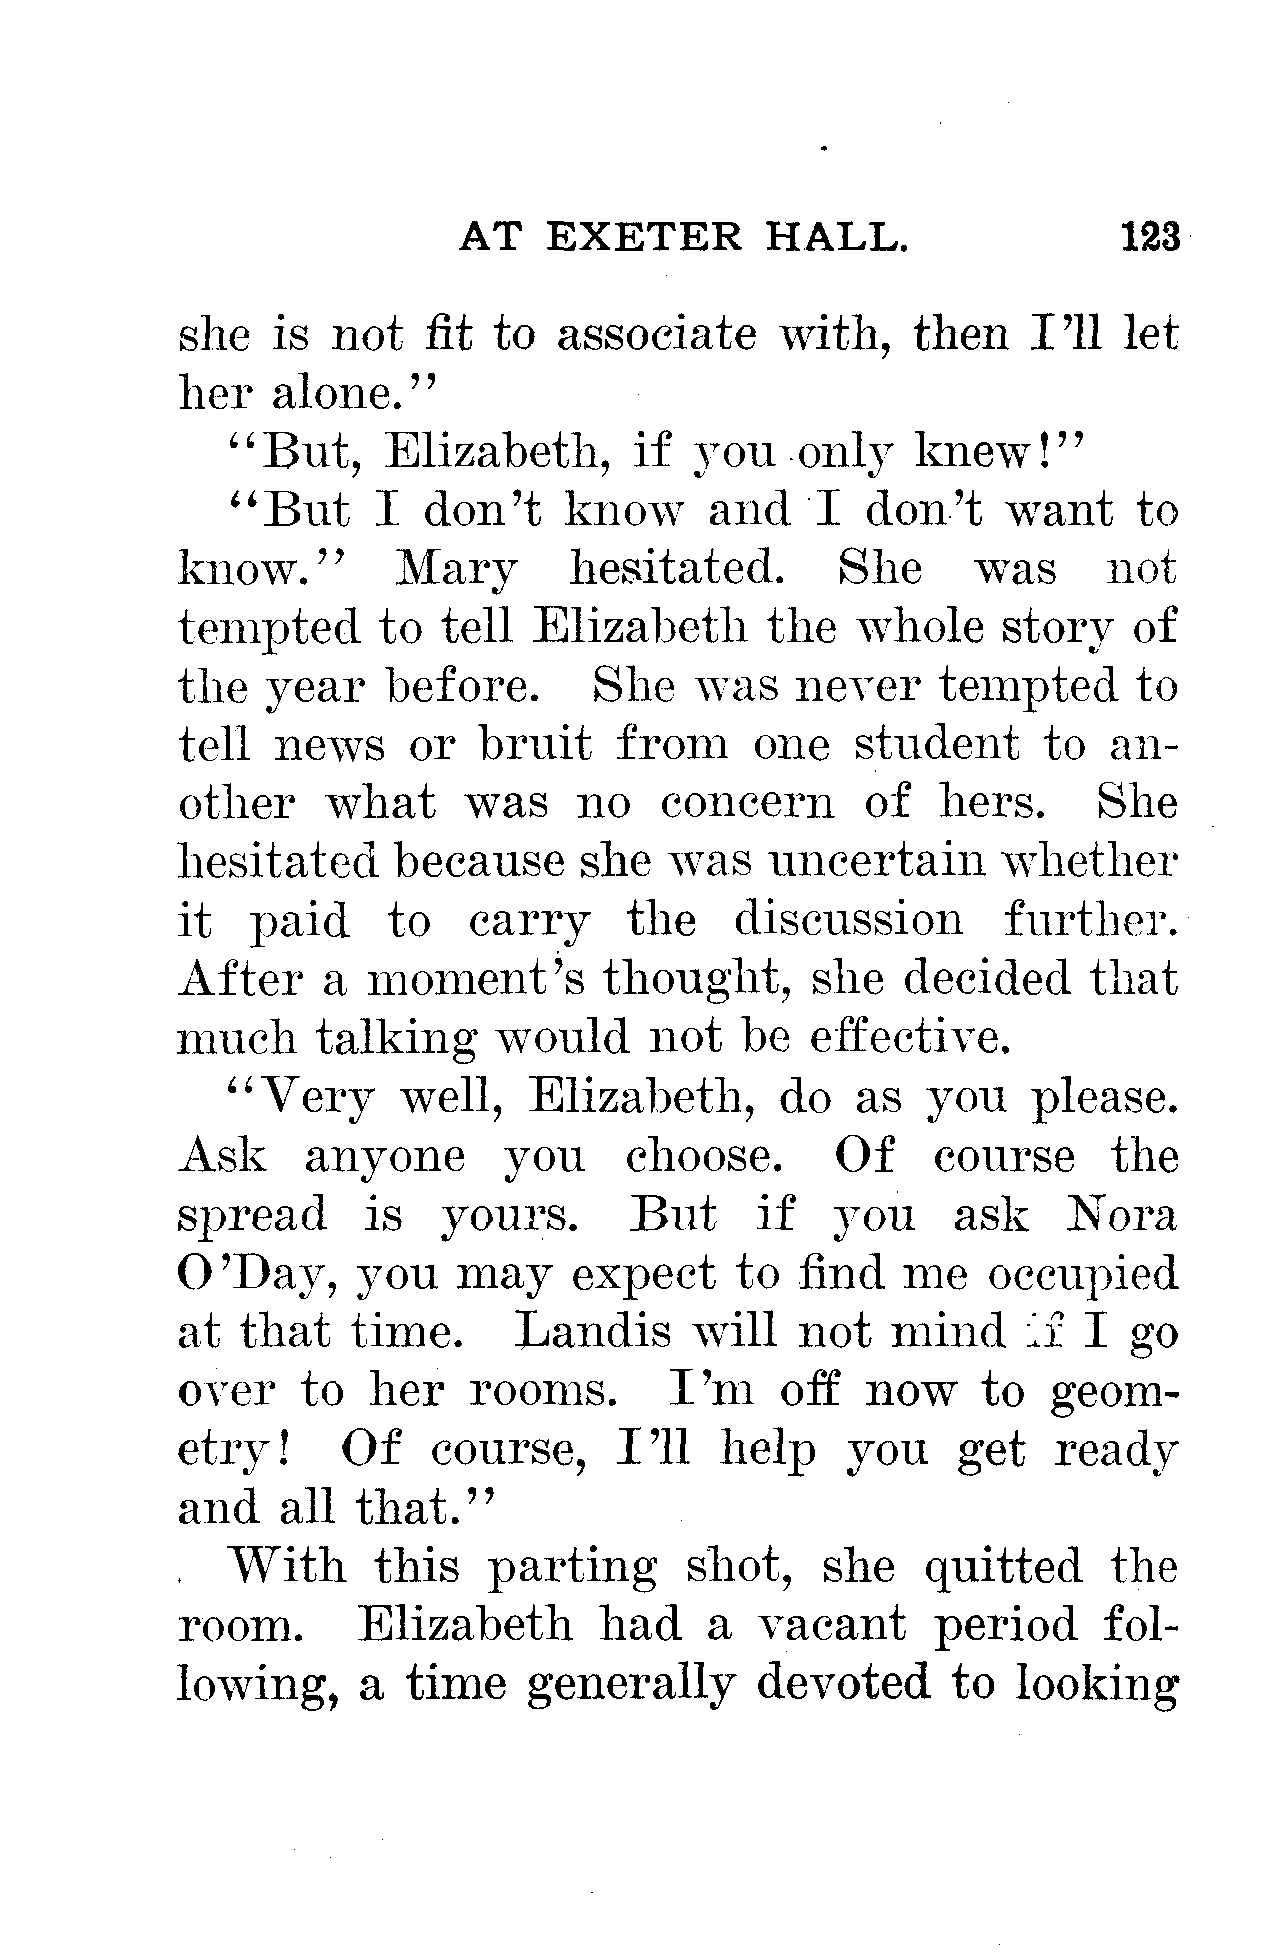 AT EXETER HALL. 123
she is not fit to associate with, then I'll let
her alone."
"But, Elizabeth, if you only knew!"
"But I don't know and I don't want to
know." Mary hesitated. She was not
tempted to tell Elizabeth the whole story of
the year before. She was never tempted to
tell news or bruit from one student to an-
other what was no concern of hers. She
hesitated because she was uncertain whether
it paid to carry the discussion further.
After a moment's thought, she decided that
much talking would not be effective.
"Very well, Elizabeth, do as you please.
Ask anyone you choose. Of course the
spread is yours. But if you ask Nora
O'Day, you may expect to find me occupied
at that time. Landis will not mind if I go
over to her rooms. I'm off now to geom-
etry! Of course, I'll help you get ready
and all that."
With this parting shot, she quitted the
room. Elizabeth had a vacant period fol-
lowing, a time generally devoted to looking